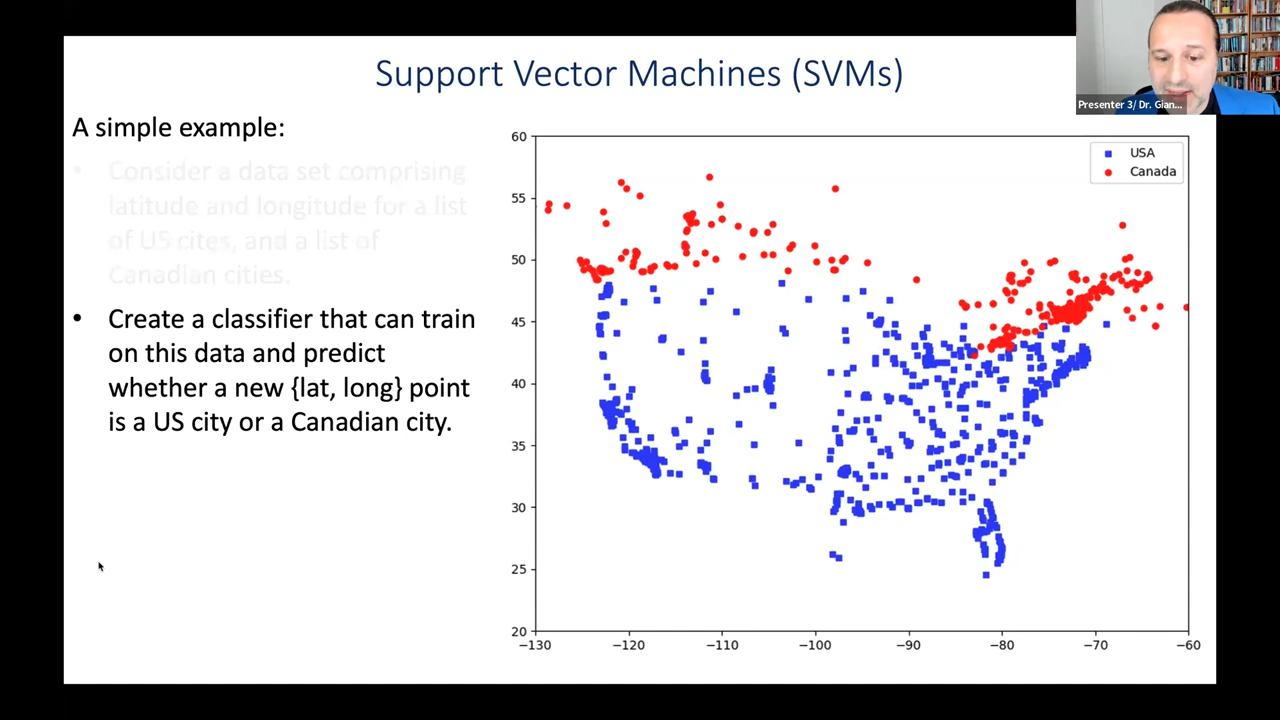 Support Vector Machines (SVMs)
Presenter 3/ Dr. Gian...
A simple example:
• Consider a data set comprising
latitude and longitude for a list
of US cites, and a list of
Canadian cities.
• Create a classifier that can train
on this data and predict
whether a new {lat, long} point
is a US city or a Canadian city.
USA
Canada
60
55
50
45
40
35
30
25
20
−130 −120 −110 −100 −90 −80 −70 −60